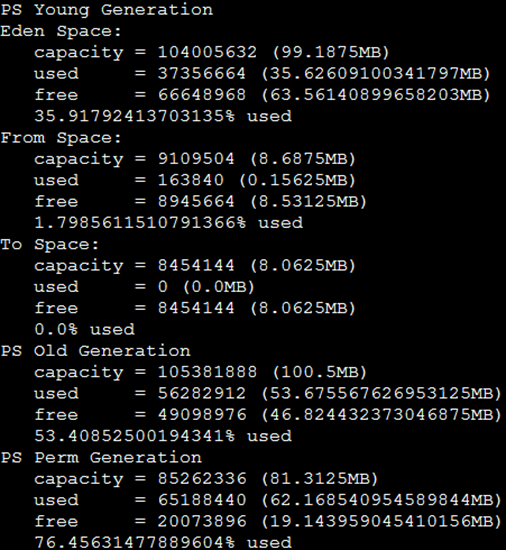 PS Young Generation
Eden Space:
capacity = 104005632 (99.1875MB)
used = 37356664 (35.62609100341797MB)
free = 66648968 (63.56140899658203MB)
35.91792413703135% used
From Space:
capacity = 9109504 (8.6875MB)
used = 163840 (0.15625MB)
free = 8945664 (8.53125MB)
1.7985611510791366% used
To Space:
capacity = 8454144 (8.0625MB)
used = 0 (0.0MB)
free = 8454144 (8.0625MB)
0.0% used
PS Old Generation
capacity = 105381888 (100.5MB)
used = 56282912 (53.675567626953125MB)
free = 49098976 (46.824432373046875MB)
53.40852500194341% used
PS Perm Generation
capacity = 85262336 (81.3125MB)
used = 65188440 (62.168540954589844MB)
free = 20073896 (19.143959045410156MB)
76.45631477889604% used